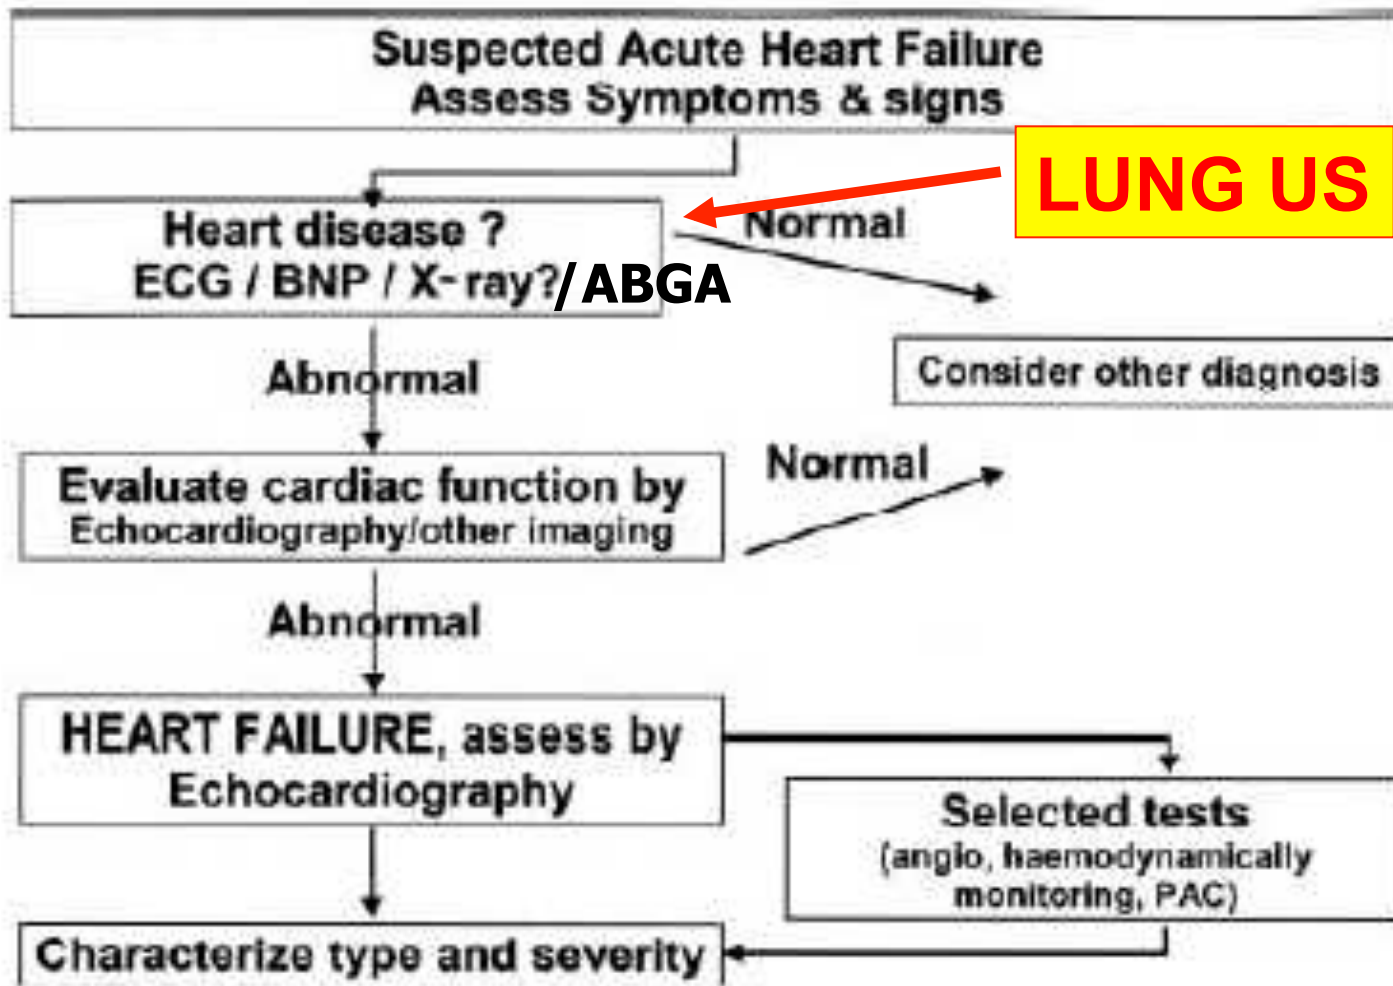 Suspected Acute Heart Failure
Assess Symptoms & signs
LUNG US
Heart disease ?
ECG / BNP / X-ray?/ABGA
Normal
Consider other diagnosis
Abnormal
Evaluate cardiac function by
Echocardiography/other imaging
Normal
Abnormal
HEART FAILURE, assess by
Echocardiography
Selected tests
(angio, haemodynamically
monitoring, PAC)
Characterize type and severity